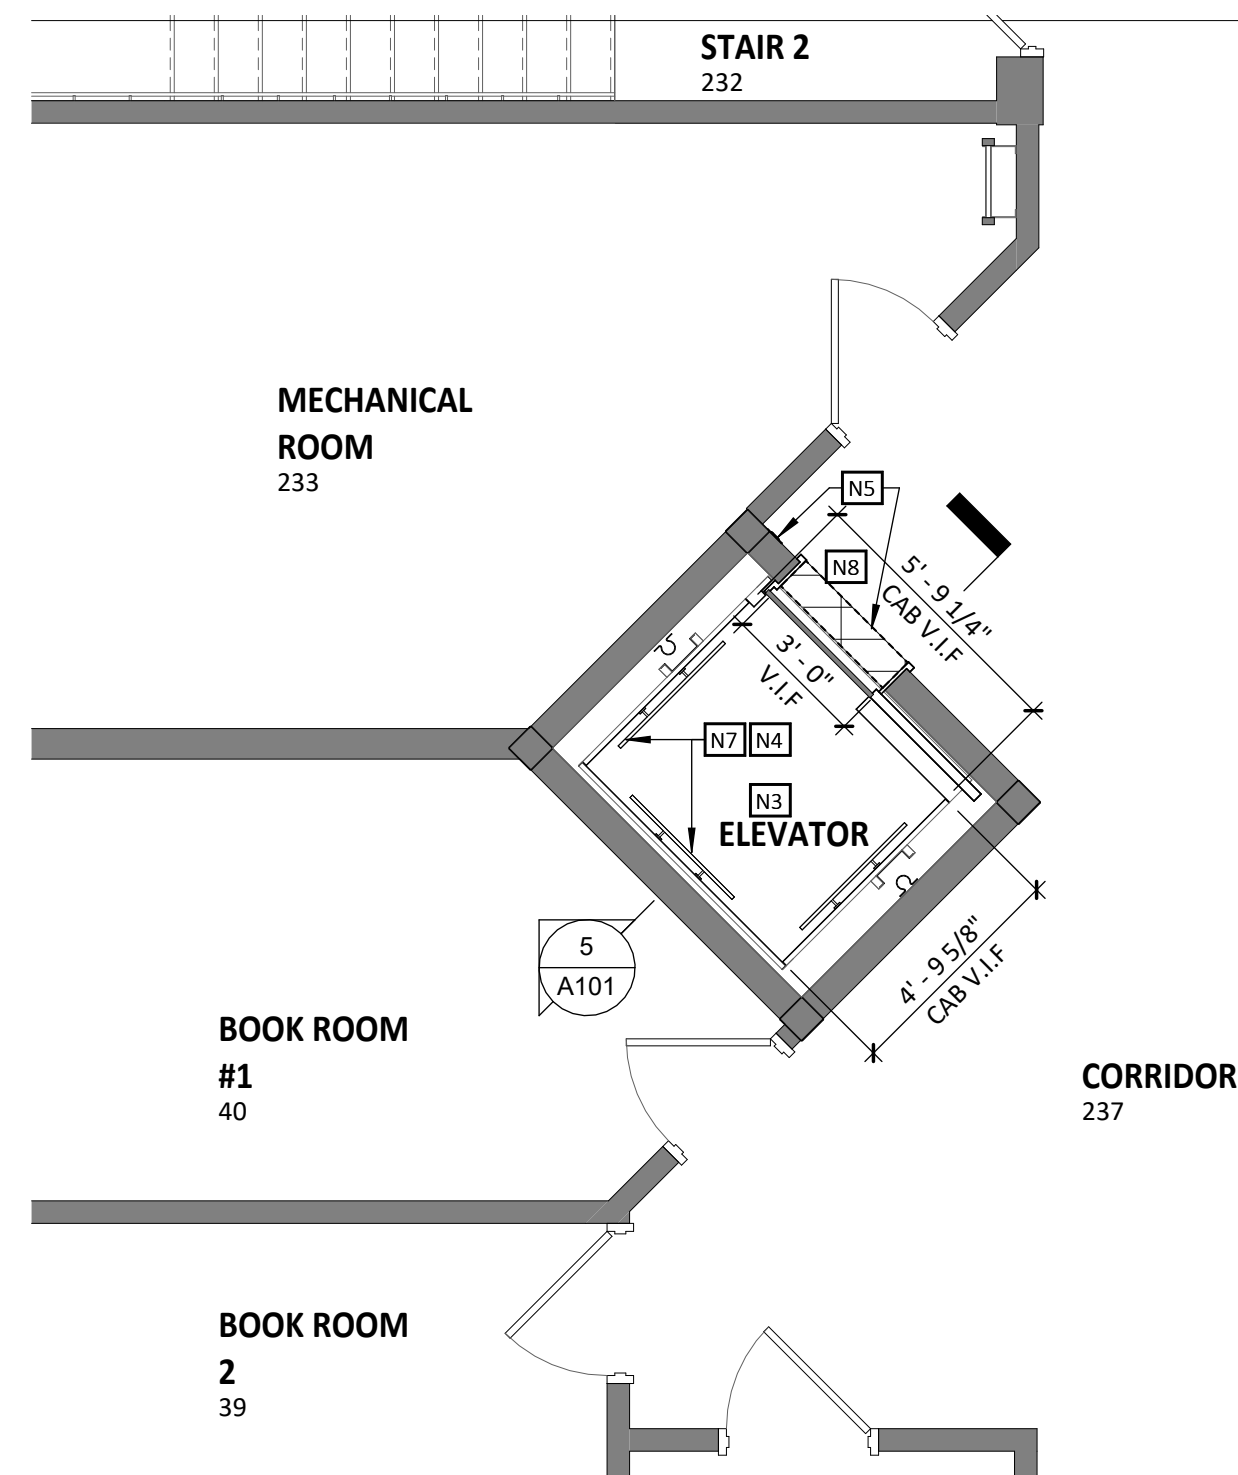 STAIR 2
232
MECHANICAL
ROOM
233
N5
N8
5' - 9 1/4"
CAB V.I.F
3' - 0"
V.I.F
N7 N4
N3
ELEVATOR
5
A101
4' - 9 5/8"
CAB V.I.F
BOOK ROOM
#1
40
CORRIDOR
237
BOOK ROOM
2
39